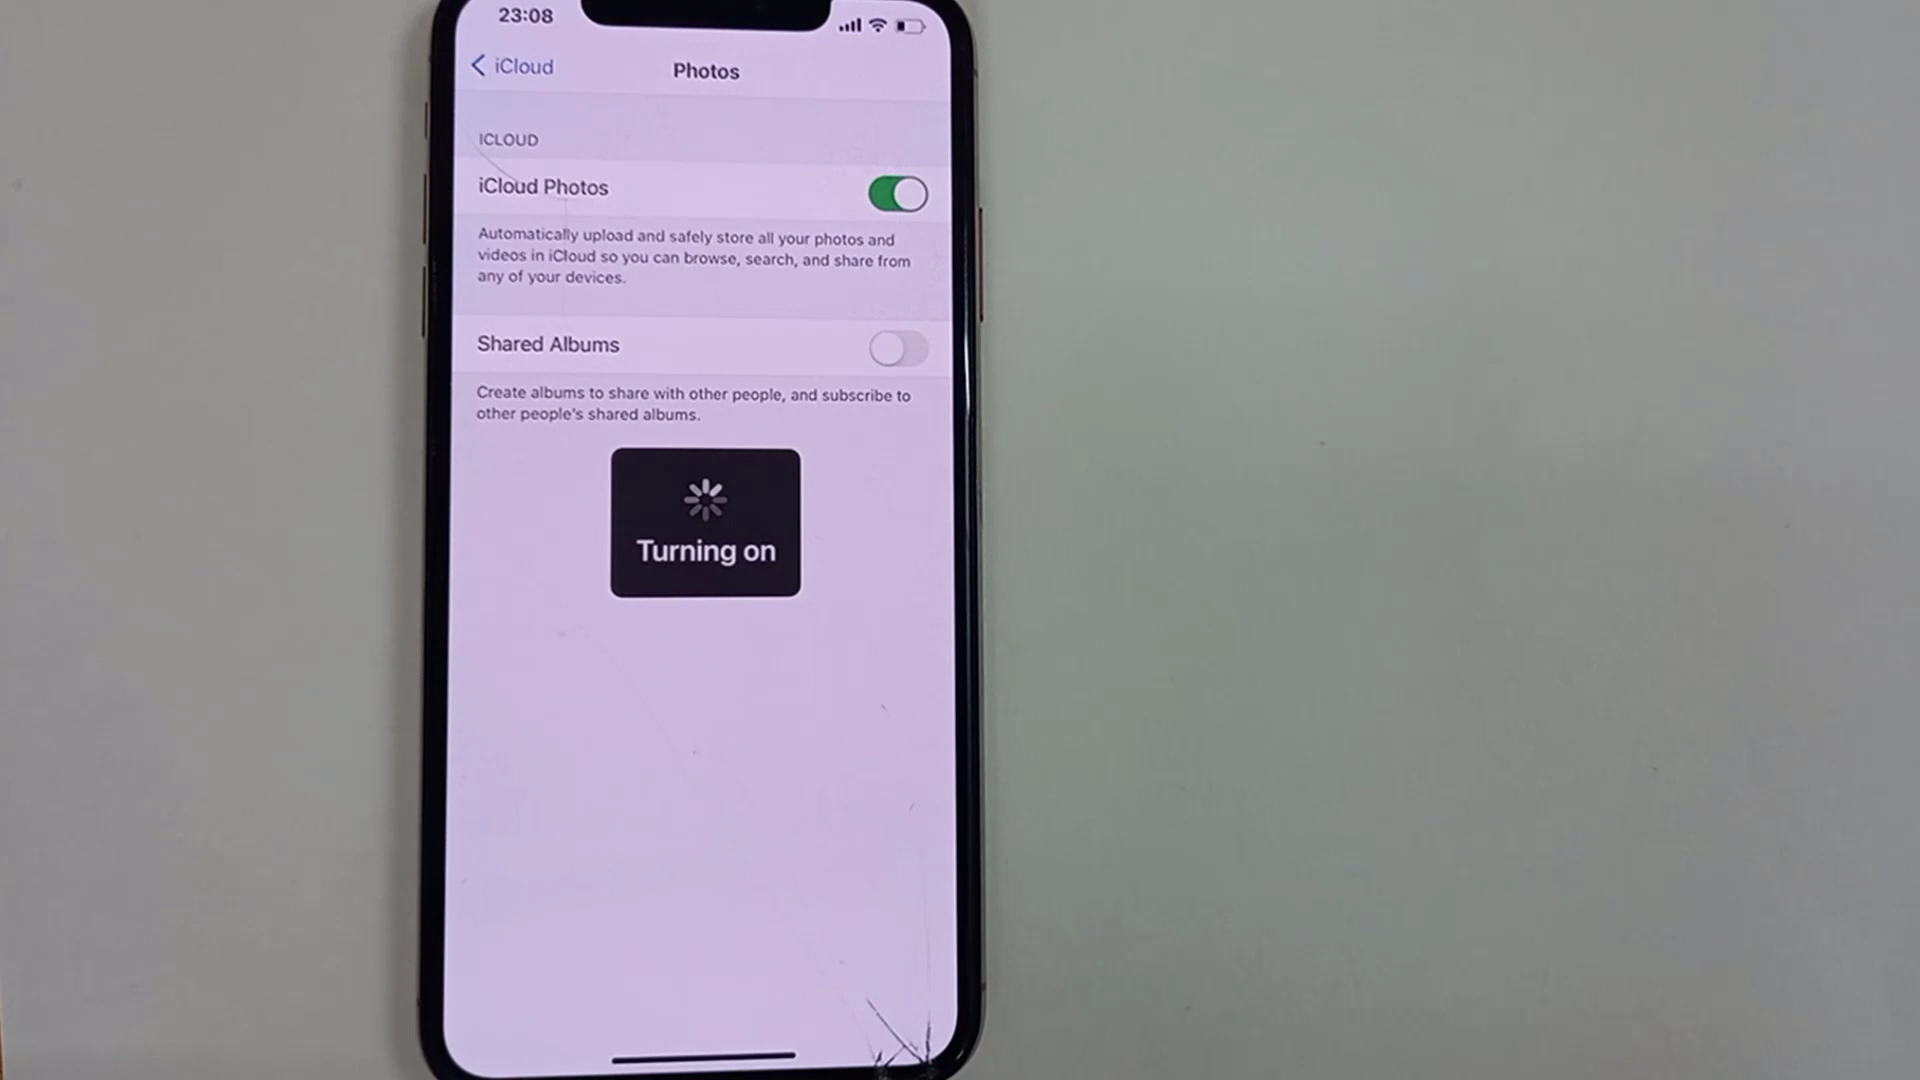 23:08
iCloud
Photos
ICLOUD
iCloud Photos
Automatically upload and safely store all your photos and
videos in iCloud so you can browse, search, and share from
any of your devices.
Shared Albums
Create albums to share with other people, and subscribe to
other people's shared albums.
Turning on